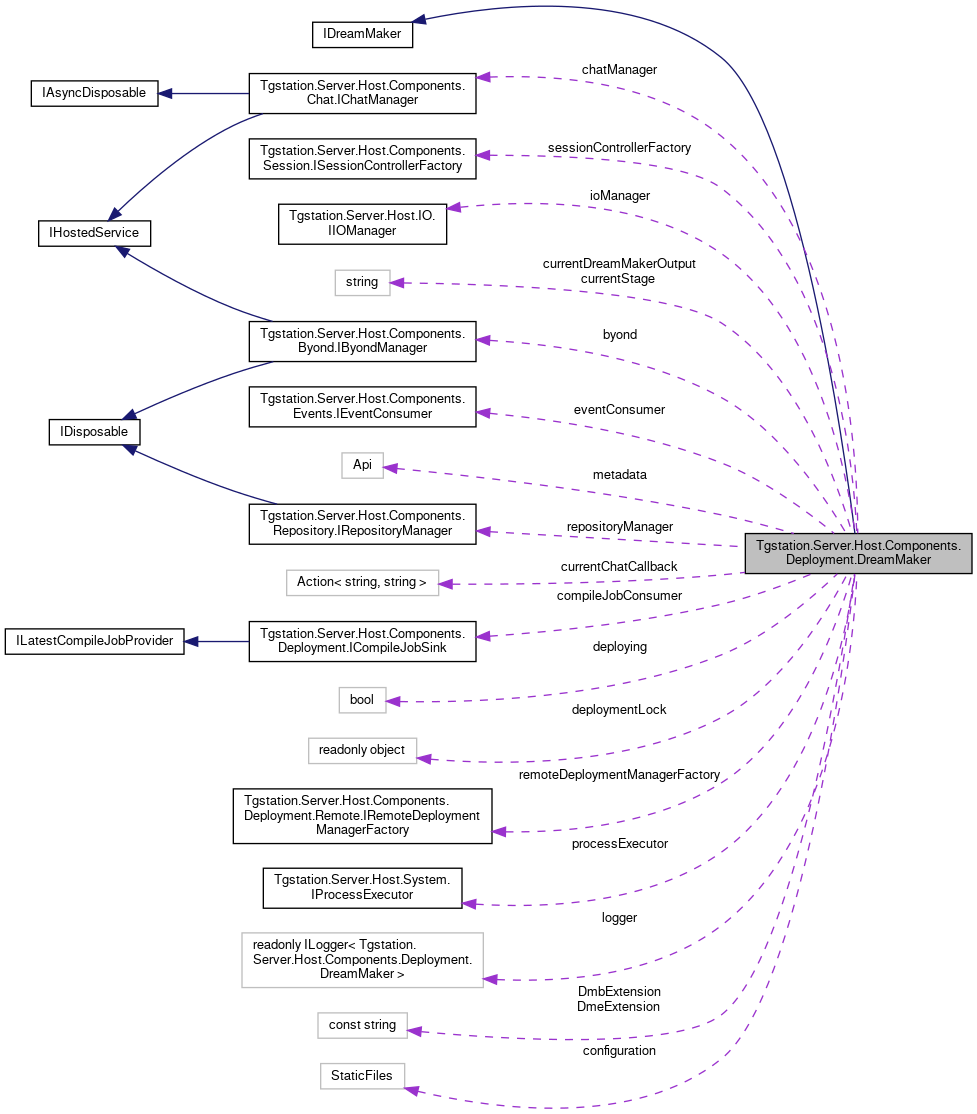 IDreamMaker
chatManager
Tgstation.Server.Host.Components.
Chat.IChatManager
IAsyncDisposable
sessionControllerFactory
Tgstation.Server.Host.Components.
Session.ISessionControllerFactory
ioManager
Tgstation.Server.Host.IO.
IIOManager
IHostedService
currentDreamMakerOutput
currentStage
string
Tgstation.Server.Host.Components.
Byond.IByondManager
byond
Tgstation.Server.Host.Components.
Events.IEventConsumer
eventConsumer
IDisposable
Api
metadata
Tgstation.Server.Host.Components.
Repository.IRepositoryManager
repositoryManager
Tgstation.Server.Host.Components.
Deployment.DreamMaker
currentChatCallback
Action< string, string >
compileJobConsumer
ILatestCompileJobProvider
Tgstation.Server.Host.Components.
Deployment.ICompileJobSink
deploying
bool
deploymentLock
readonly object
remoteDeploymentManagerFactory
Tgstation.Server.Host.Components.
Deployment.Remote.IRemoteDeployment
ManagerFactory
processExecutor
Tgstation.Server.Host.System.
IProcessExecutor
logger
readonly ILogger< Tgstation.
Server.Host.Components.Deployment.
DreamMaker >
DmbExtension
DmeExtension
const string
configuration
StaticFiles